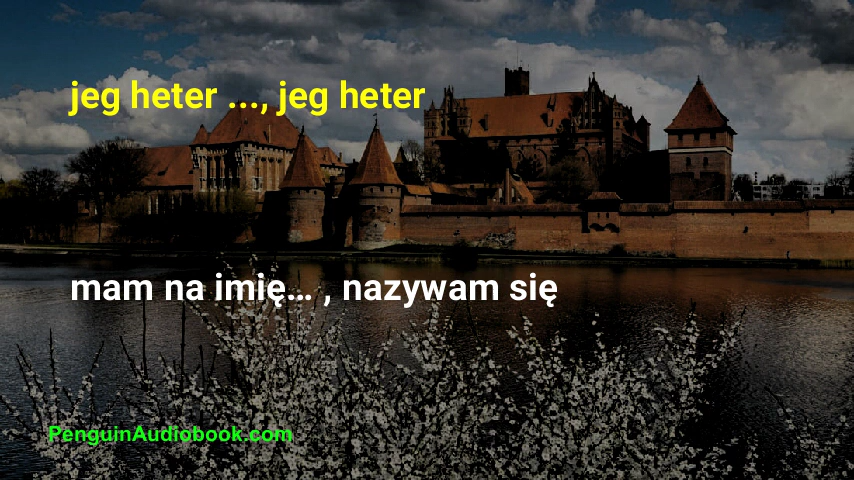 jeg heter ..., jeg heter
mam na imię... , nazywam się
PenguinAudiobook.com